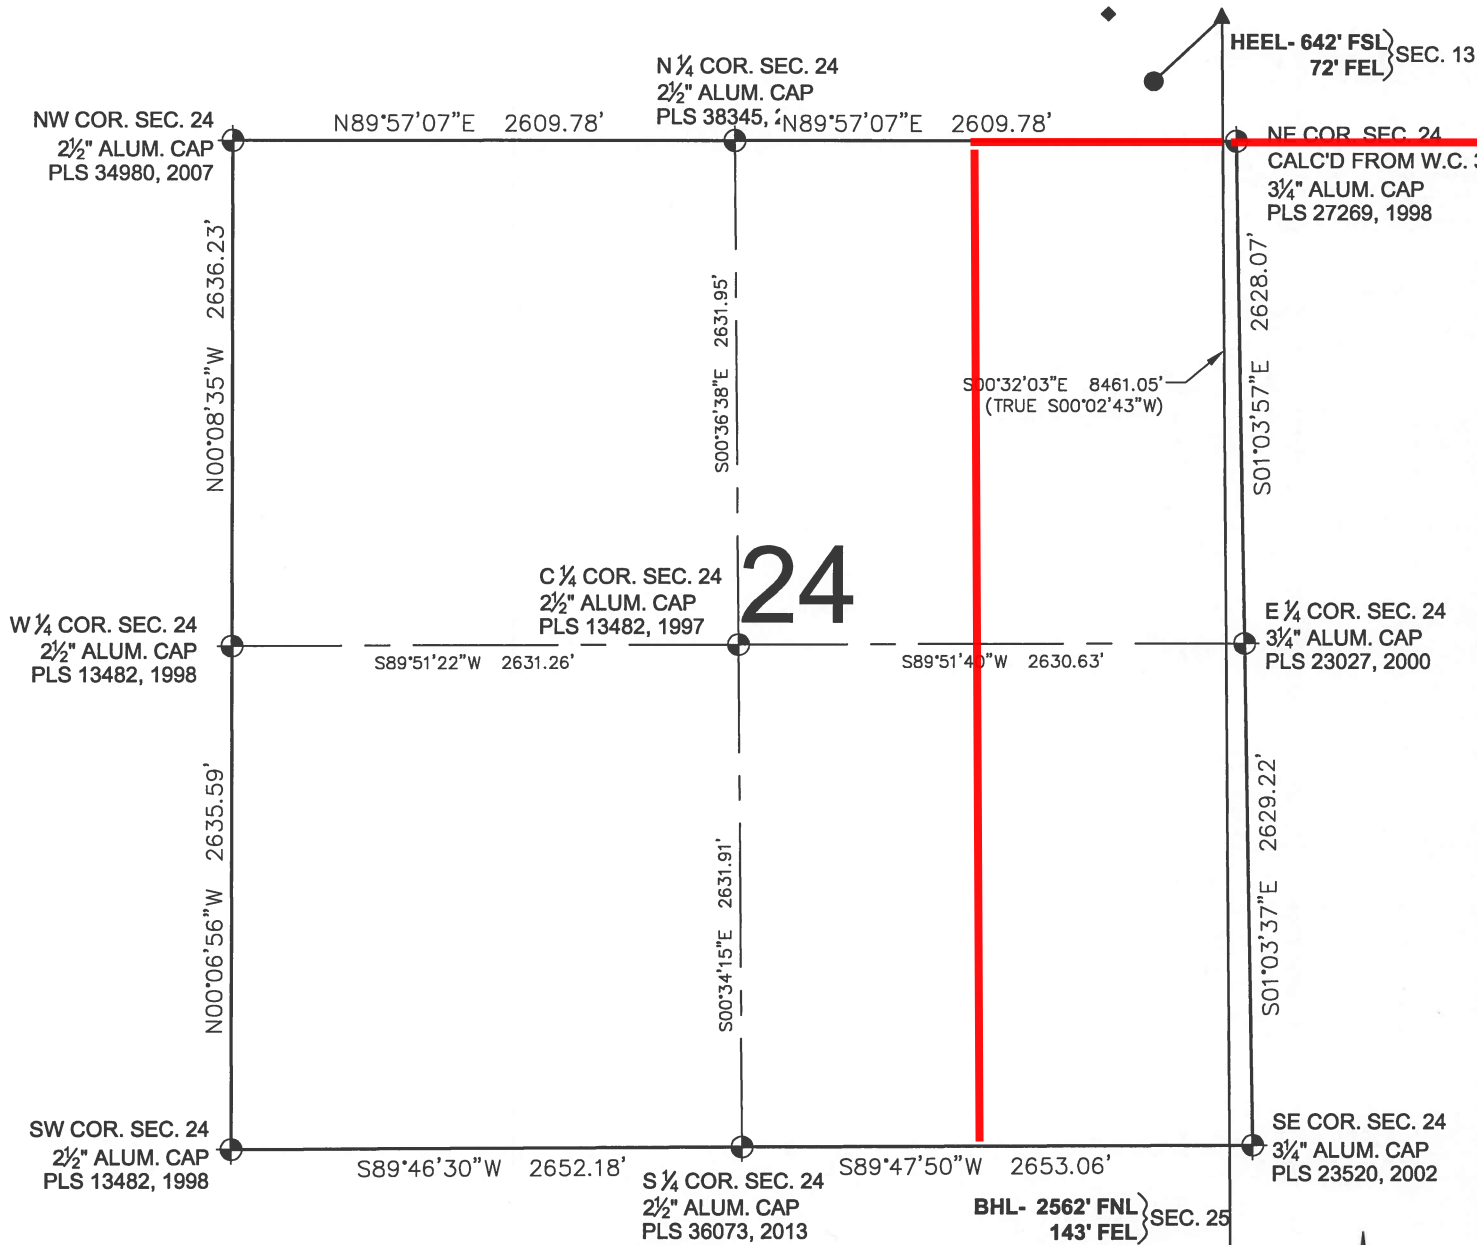 HEEL- 642' FSL
72' FEL
SEC. 13
N ¼ COR. SEC. 24
2½" ALUM. CAP
PLS 38345,
NW COR. SEC. 24
2½" ALUM. CAP
PLS 34980, 2007
N89°57'07"E 2609.78'
N89°57'07"E 2609.78'
NE COR. SEC. 24
CALC'D FROM W.C.
3¼" ALUM. CAP
PLS 27269, 1998
N00°08'35"W 2636.23'
S00°36'38"E 2631.95'
S01°03'57"E 2628.07'
S00°32'03"E 8461.05'
(TRUE S00°02'43"W)
24
C ¼ COR. SEC. 24
2½" ALUM. CAP
PLS 13482, 1997
W ¼ COR. SEC. 24
2½" ALUM. CAP
PLS 13482, 1998
E ¼ COR. SEC. 24
3¼" ALUM. CAP
PLS 23027, 2000
S89°51'22"W 2631.26'
S89°51'40"W 2630.63'
N00°06'56"W 2635.59'
S00°34'15"E 2631.91'
S01°03'37"E 2629.22'
SW COR. SEC. 24
2½" ALUM. CAP
PLS 13482, 1998
S89°46'30"W 2652.18'
S ¼ COR. SEC. 24
2½" ALUM. CAP
PLS 36073, 2013
S89°47'50"W 2653.06'
SE COR. SEC. 24
3¼" ALUM. CAP
PLS 23520, 2002
BHL- 2562' FNL
143' FEL
SEC. 25